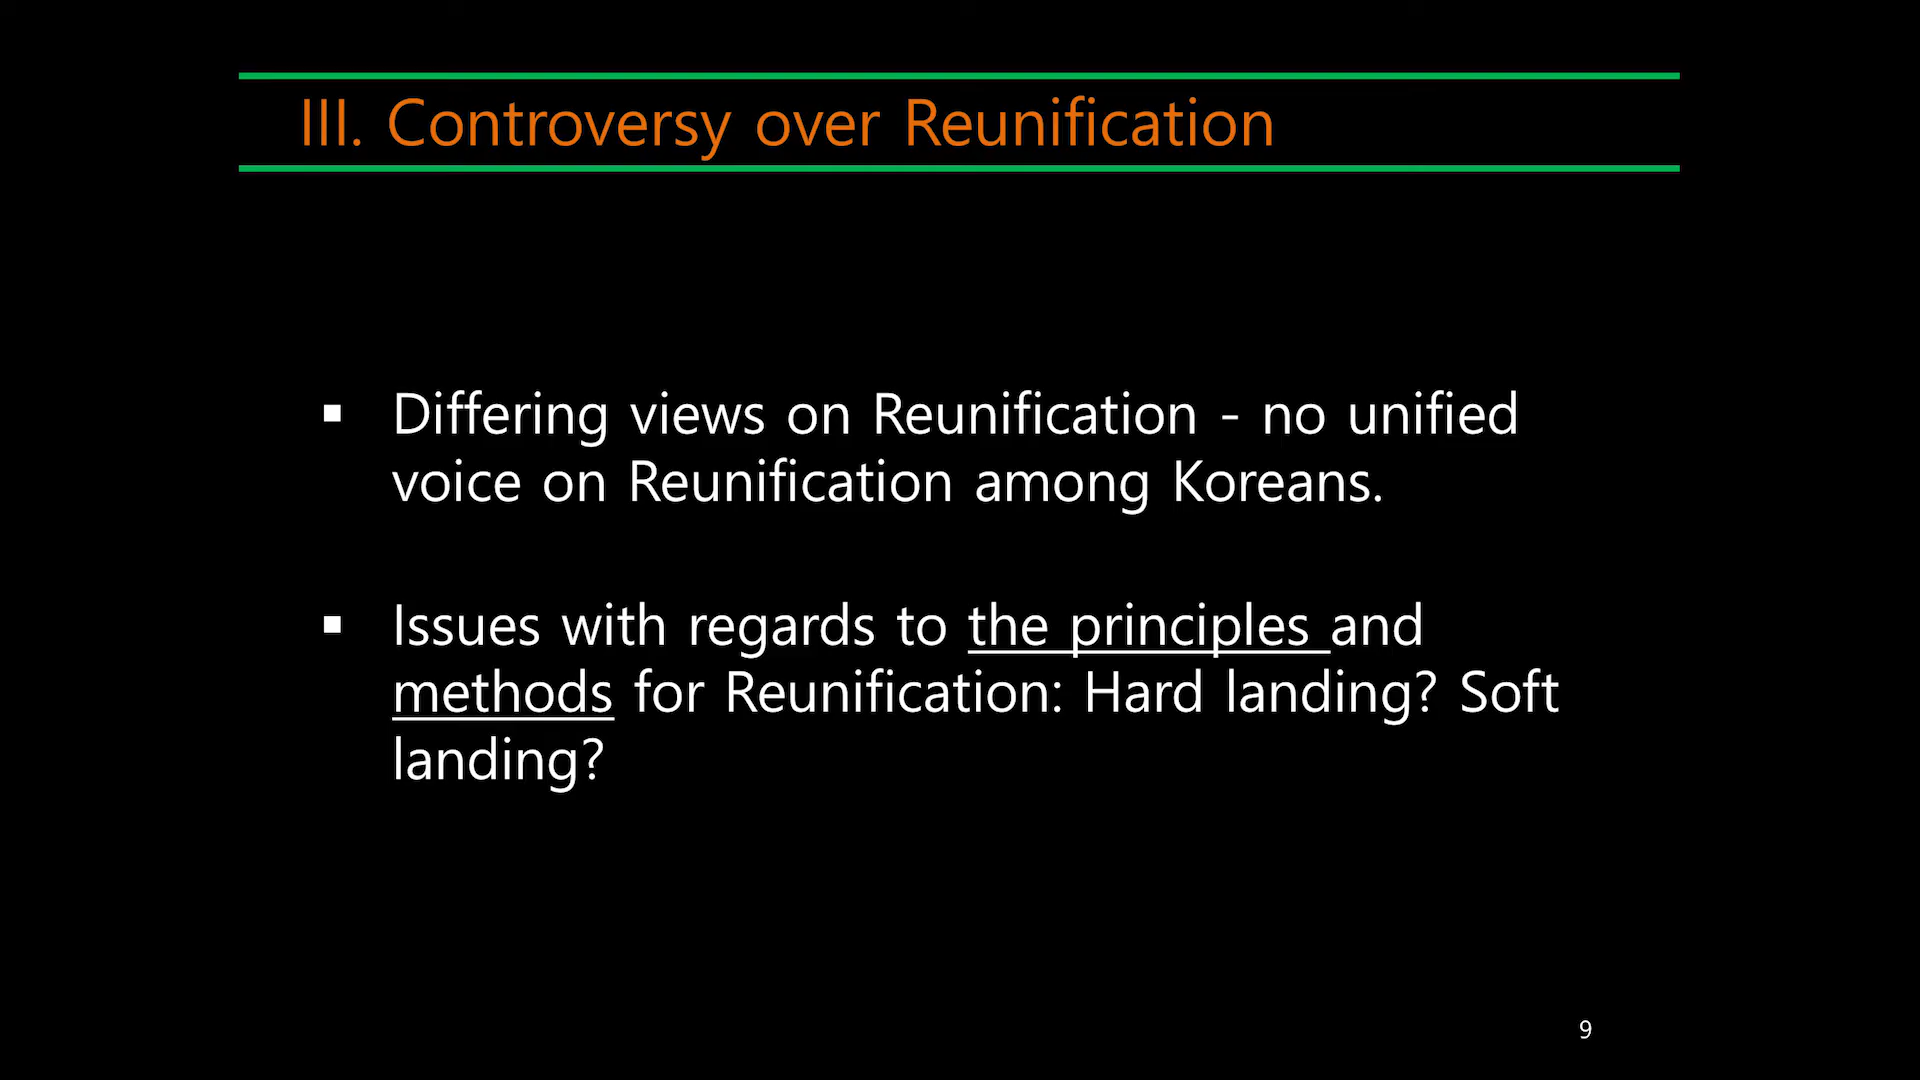 III. Controversy over Reunification
▪ Differing views on Reunification - no unified
voice on Reunification among Koreans.
▪ Issues with regards to the principles and
methods for Reunification: Hard landing? Soft
landing?
9